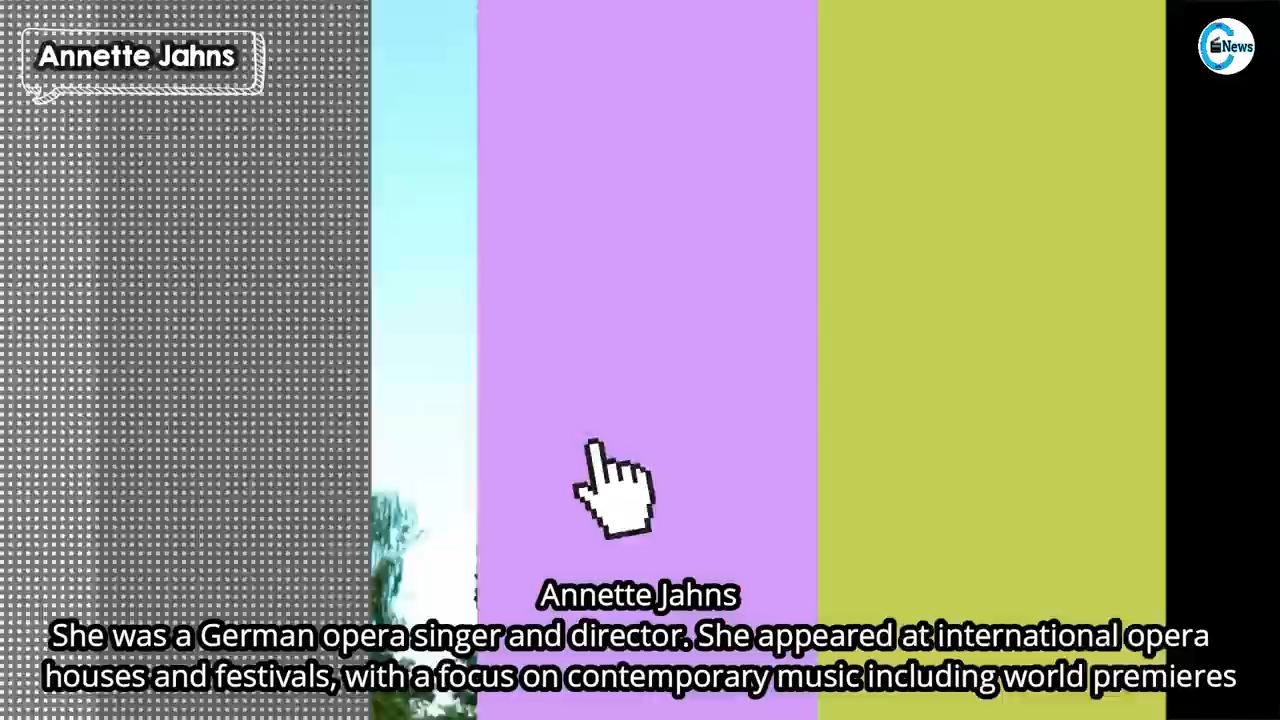 Annette Jahns
News
Annette Jahns
She was a German opera singer and director. She appeared at international opera
houses and festivals, with a focus on contemporary music including world premieres